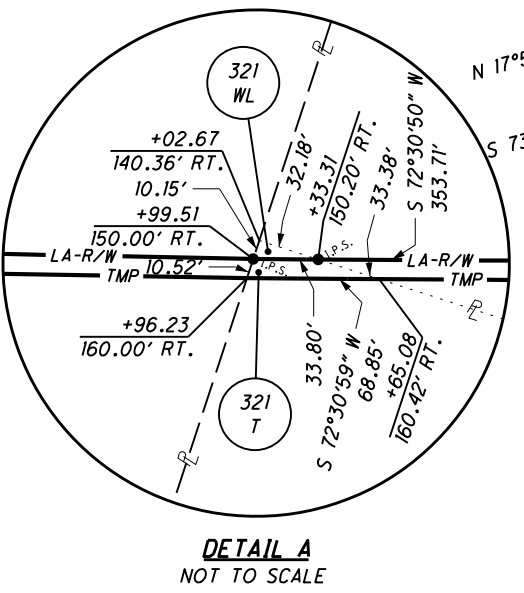 321
WL
PL
N 17°5
S 73
+02.67
140.36' RT.
10.15'
+99.51
150.00' RT.
32.18'
+33.31
150.20' RT.
33.38'
S 72°30'50" W
353.71'
LA-R/W
I.P.S.
I.P.S.
LA-R/W
TMP
10.52'
TMP
PL
+96.23
160.00' RT.
33.80'
S 72°30'59" W
68.85'
+65.08
160.42' RT.
321
T
PL
DETAIL A
NOT TO SCALE